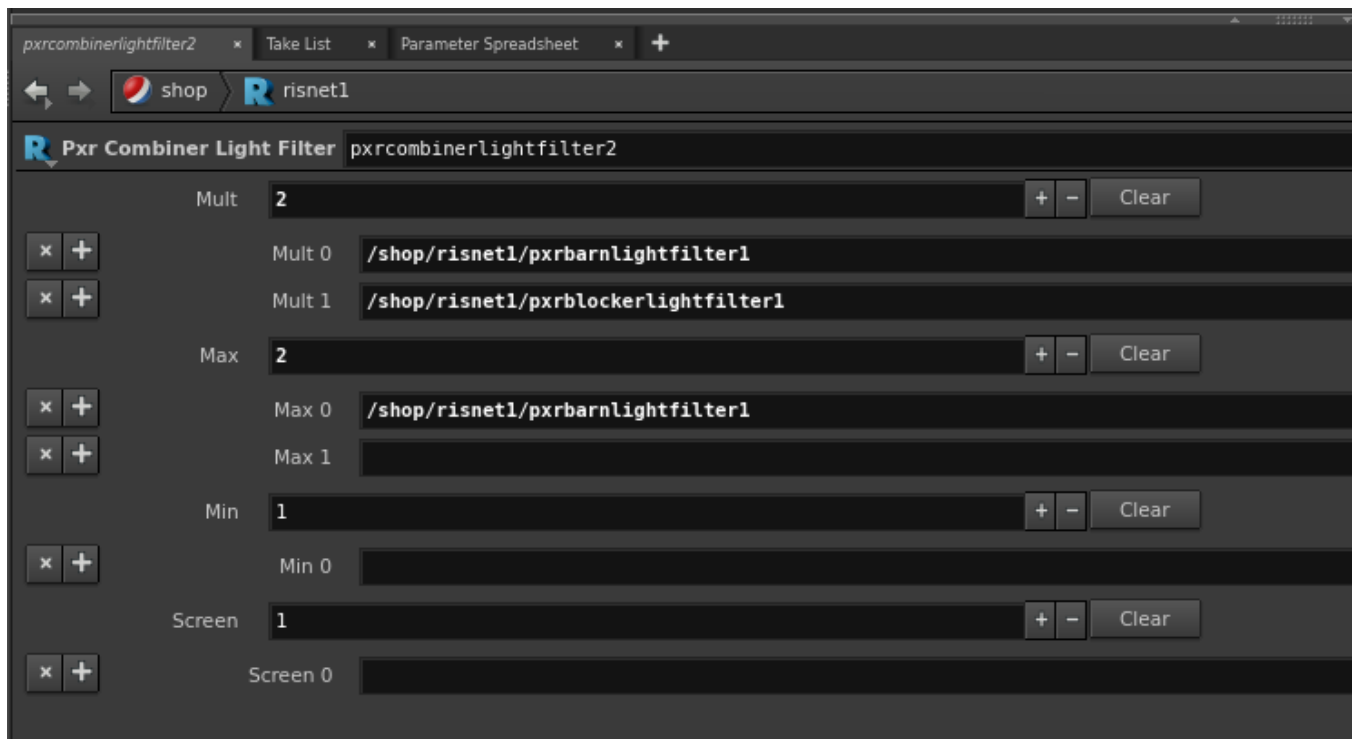 pxrcombinerlightfilter2 × Take List × Parameter Spreadsheet × +
shop risnet1
Pxr Combiner Light Filter pxrcombinerlightfilter2
Mult 2 + - Clear
× + Mult 0 /shop/risnet1/pxrbarnlightfilter1
× + Mult 1 /shop/risnet1/pxrblockerlightfilter1
Max 2 + - Clear
× + Max 0 /shop/risnet1/pxrbarnlightfilter1
× + Max 1
Min 1 + - Clear
× + Min 0
Screen 1 + - Clear
× + Screen 0